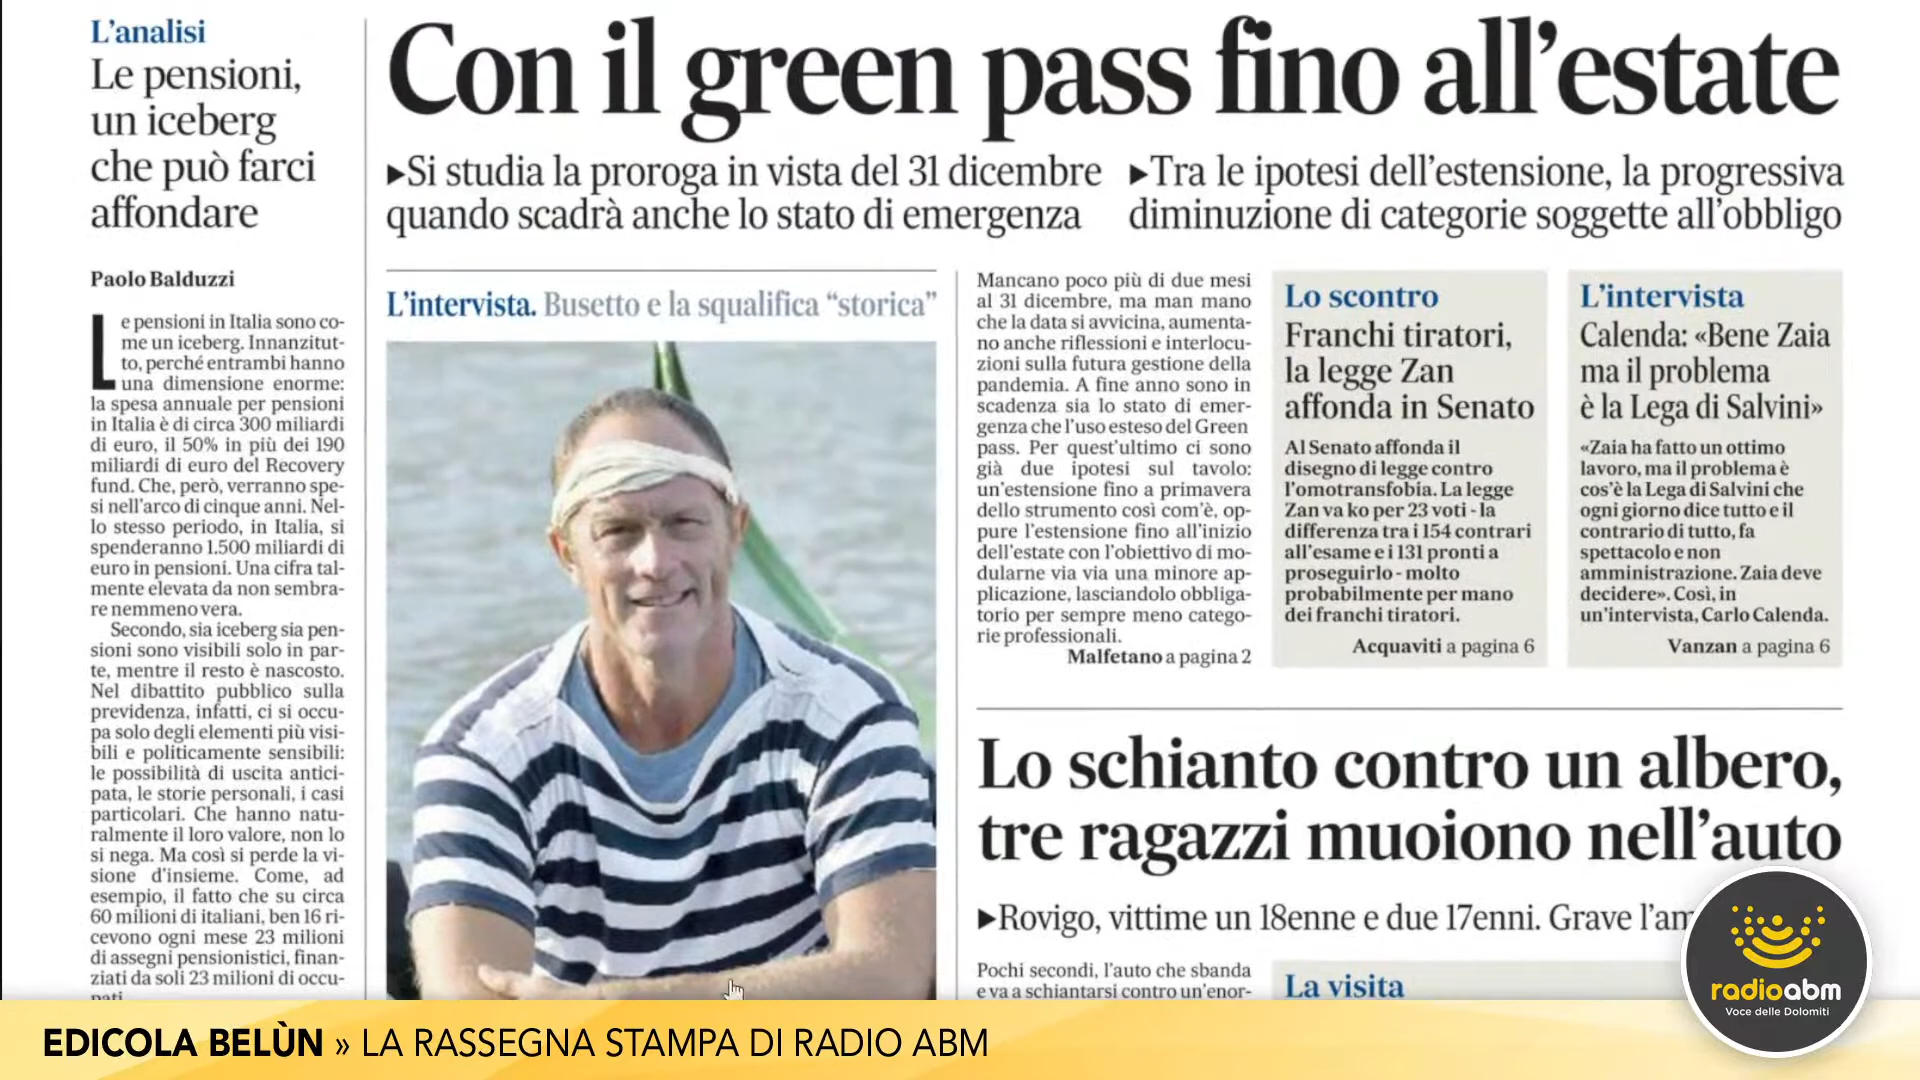 L'analisi
Le pensioni,
un iceberg
che può farci
affondare
Paolo Balduzzi
Le pensioni in Italia sono co-
me un iceberg. Innanzitut-
to, perché entrambi hanno
una dimensione enorme:
la spesa annuale per pensioni
in Italia è di circa 300 miliardi
di euro, il 50% in più dei 190
miliardi di euro del Recovery
fund. Che, però, verranno spe-
si nell'arco di cinque anni. Nel-
lo stesso periodo, in Italia, si
spenderanno 1.500 miliardi di
euro in pensioni. Una cifra tal-
mente elevata da non sembra-
re nemmeno vera.
Secondo, sia iceberg sia pen-
sioni sono visibili solo in par-
te, mentre il resto è nascosto.
Nel dibattito pubblico sulla
previdenza, infatti, ci si occu-
pa solo degli elementi più visi-
bili e politicamente sensibili:
le possibilità di uscita antici-
pata, le storie personali, i casi
particolari. Che hanno natu-
ralmente il loro valore, non lo
si nega. Ma così si perde la vi-
sione d'insieme. Come, ad
esempio, il fatto che su circa
60 milioni di italiani, ben 16 ri-
cevono ogni mese 23 milioni
di assegni pensionistici, finan-
ziati da soli 23 milioni di occu-
pati.
Con il green pass fino all'estate
▸Si studia la proroga in vista del 31 dicembre
quando scadrà anche lo stato di emergenza
▸Tra le ipotesi dell'estensione, la progressiva
diminuzione di categorie soggette all'obbligo
L'intervista. Busetto e la squalifica “storica”
Mancano poco più di due mesi
al 31 dicembre, ma man mano
che la data si avvicina, aumenta-
no anche riflessioni e interlocu-
zioni sulla futura gestione della
pandemia. A fine anno sono in
scadenza sia lo stato di emer-
genza che l'uso esteso del Green
pass. Per quest'ultimo ci sono
già due ipotesi sul tavolo:
un'estensione fino a primavera
dello strumento così com'è, op-
pure l'estensione fino all'inizio
dell'estate con l'obiettivo di mo-
dularne via via una minore ap-
plicazione, lasciandolo obbliga-
torio per sempre meno catego-
rie professionali.
Malfetano a pagina 2
Lo scontro
Franchi tiratori,
la legge Zan
affonda in Senato
Al Senato affonda il
disegno di legge contro
l'omotransfobia. La legge
Zan va ko per 23 voti - la
differenza tra i 154 contrari
all'esame e i 131 pronti a
proseguirlo - molto
probabilmente per mano
dei franchi tiratori.
Acquaviti a pagina 6
L'intervista
Calenda: «Bene Zaia
ma il problema
è la Lega di Salvini»
«Zaia ha fatto un ottimo
lavoro, ma il problema è
cos'è la Lega di Salvini che
ogni giorno dice tutto e il
contrario di tutto, fa
spettacolo e non
amministrazione. Zaia deve
decidere». Così, in
un'intervista, Carlo Calenda.
Vanzan a pagina 6
Lo schianto contro un albero,
tre ragazzi muoiono nell'auto
▸Rovigo, vittime un 18enne e due 17enni. Grave l'am
Pochi secondi, l'auto che sbanda
e va a schiantarsi contro un'enor-
La visita
radioabm
Voce delle Dolomiti
EDICOLA BELÙN » LA RASSEGNA STAMPA DI RADIO ABM